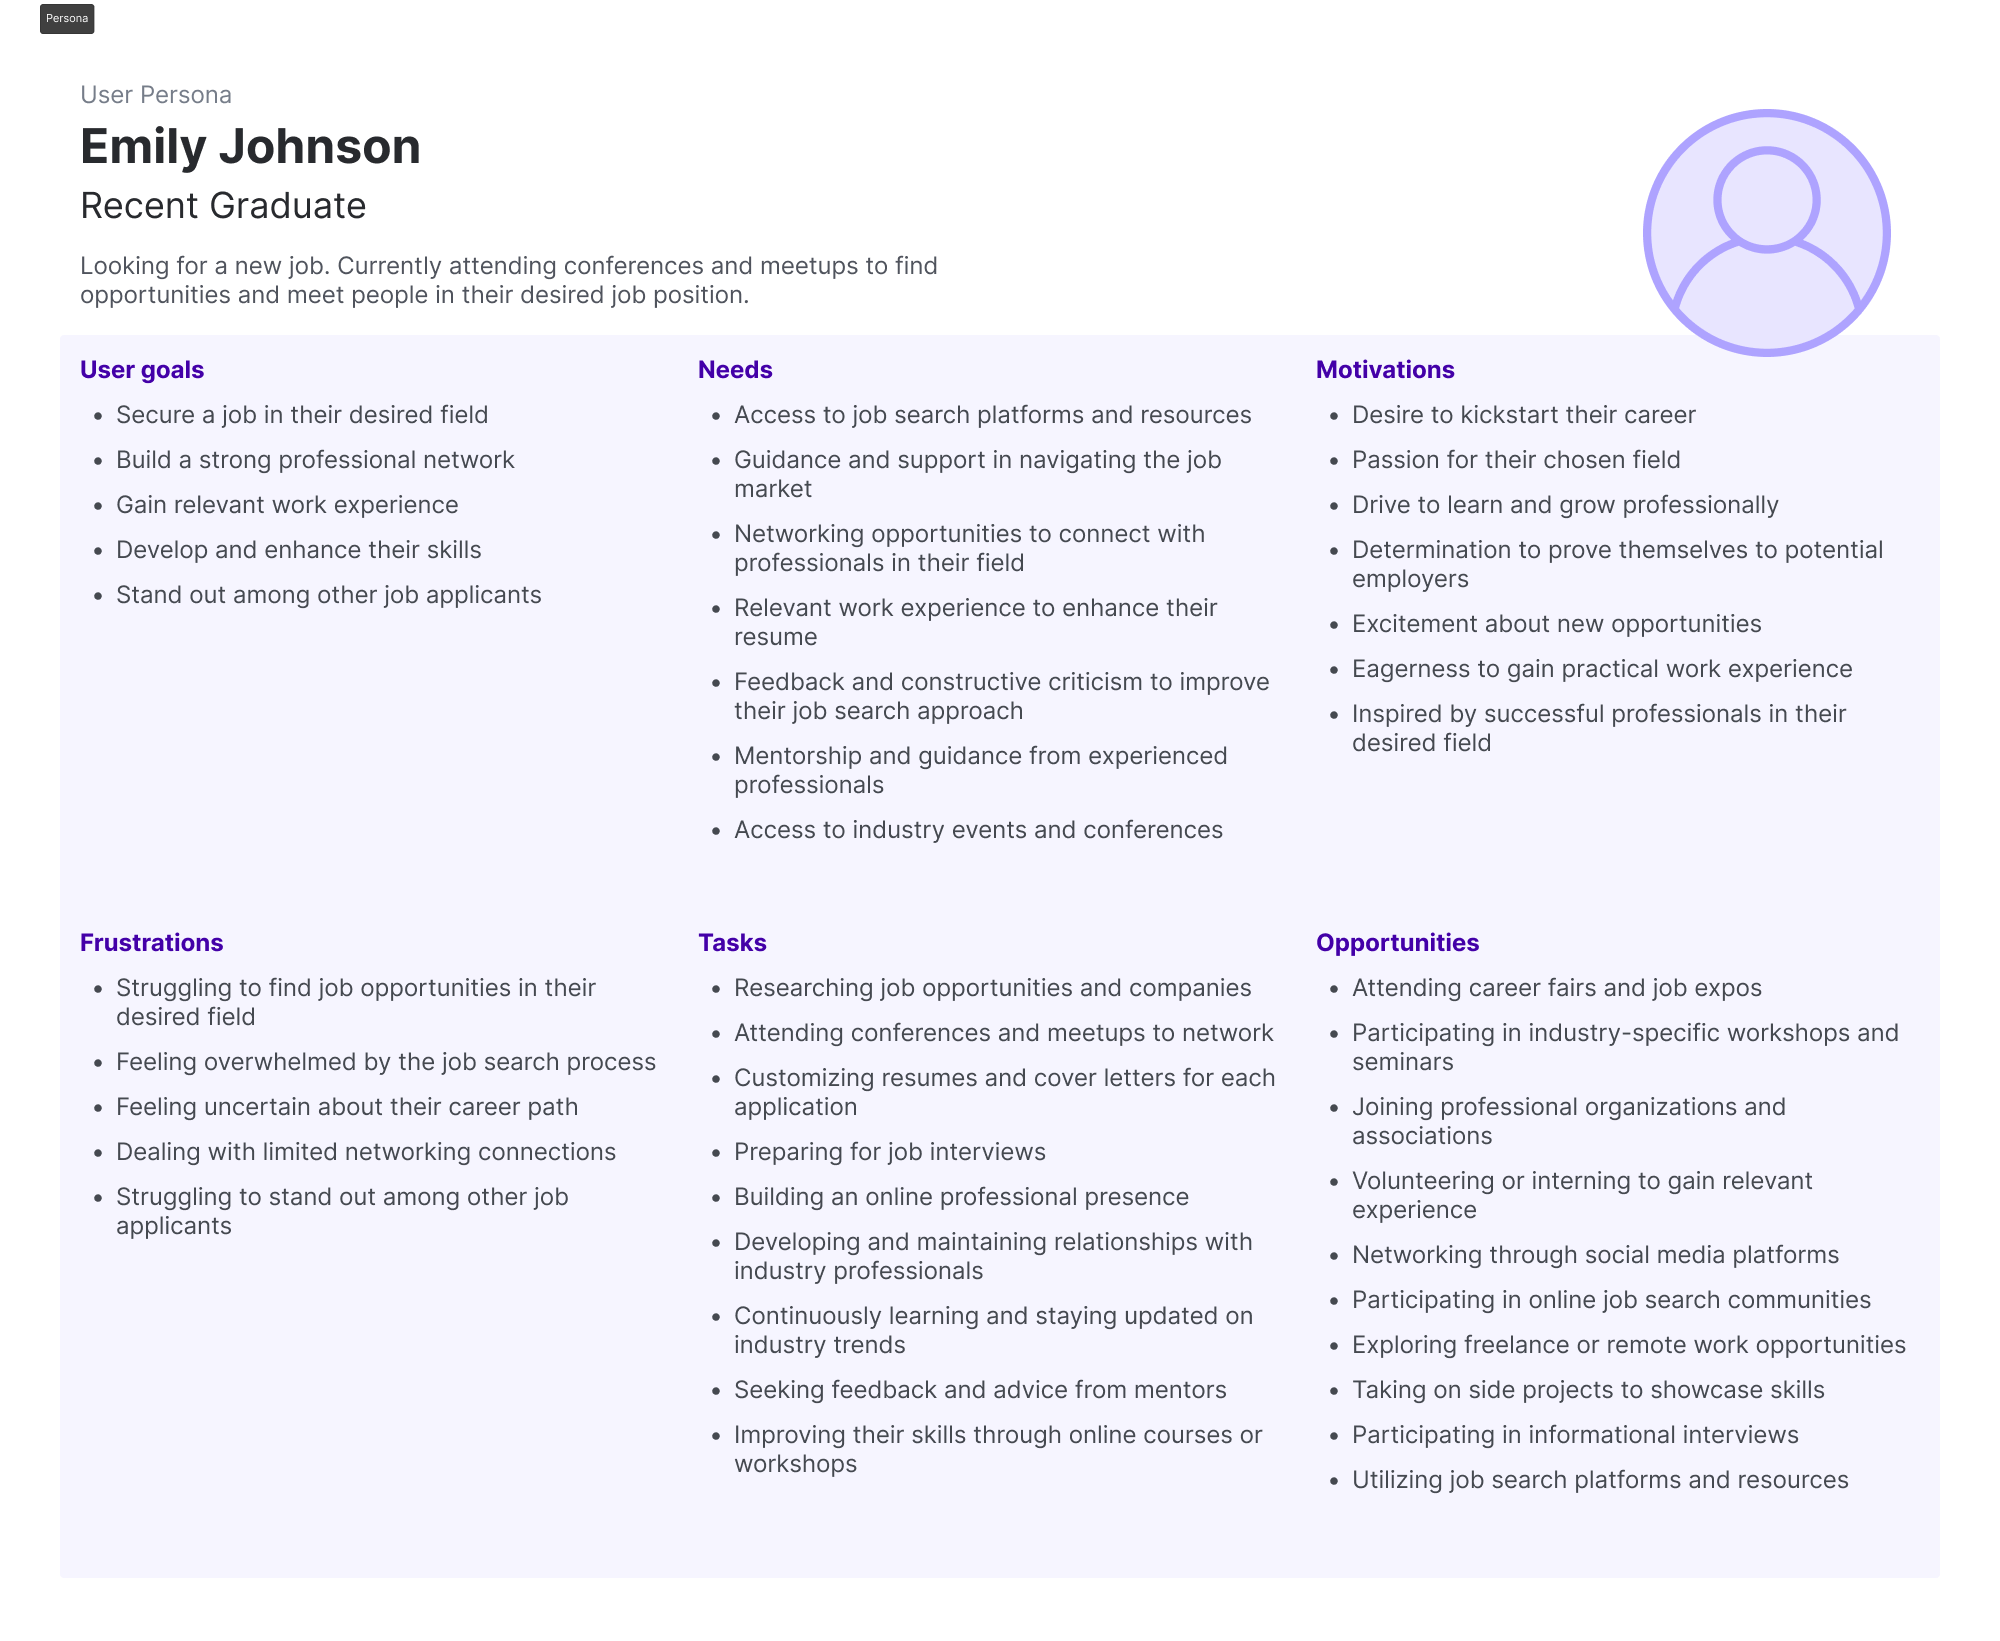 Persona
User Persona
Emily Johnson
Recent Graduate
Looking for a new job. Currently attending conferences and meetups to find
opportunities and meet people in their desired job position.
User goals
• Secure a job in their desired field
• Build a strong professional network
• Gain relevant work experience
• Develop and enhance their skills
• Stand out among other job applicants
Needs
• Access to job search platforms and resources
• Guidance and support in navigating the job
market
• Networking opportunities to connect with
professionals in their field
• Relevant work experience to enhance their
resume
• Feedback and constructive criticism to improve
their job search approach
• Mentorship and guidance from experienced
professionals
• Access to industry events and conferences
Motivations
• Desire to kickstart their career
• Passion for their chosen field
• Drive to learn and grow professionally
• Determination to prove themselves to potential
employers
• Excitement about new opportunities
• Eagerness to gain practical work experience
• Inspired by successful professionals in their
desired field
Frustrations
• Struggling to find job opportunities in their
desired field
• Feeling overwhelmed by the job search process
• Feeling uncertain about their career path
• Dealing with limited networking connections
• Struggling to stand out among other job
applicants
Tasks
• Researching job opportunities and companies
• Attending conferences and meetups to network
• Customizing resumes and cover letters for each
application
• Preparing for job interviews
• Building an online professional presence
• Developing and maintaining relationships with
industry professionals
• Continuously learning and staying updated on
industry trends
• Seeking feedback and advice from mentors
• Improving their skills through online courses or
workshops
Opportunities
• Attending career fairs and job expos
• Participating in industry-specific workshops and
seminars
• Joining professional organizations and
associations
• Volunteering or interning to gain relevant
experience
• Networking through social media platforms
• Participating in online job search communities
• Exploring freelance or remote work opportunities
• Taking on side projects to showcase skills
• Participating in informational interviews
• Utilizing job search platforms and resources